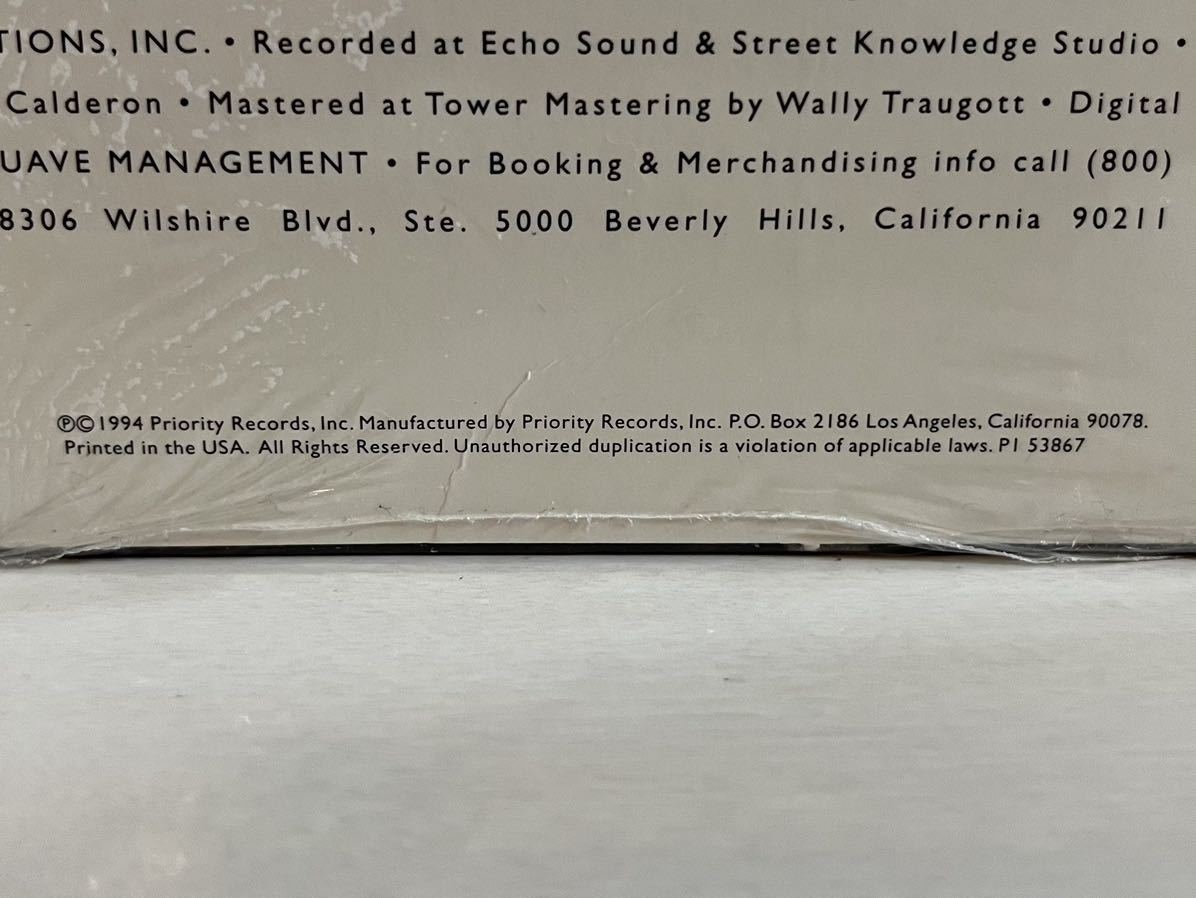 TIONS, INC. • Recorded at Echo Sound & Street Knowledge Studio •
Calderon • Mastered at Tower Mastering by Wally Traugott • Digital
UAVE MANAGEMENT • For Booking & Merchandising info call (800)
8306 Wilshire Blvd., Ste. 5000 Beverly Hills, California 90211
℗©1994 Priority Records, Inc. Manufactured by Priority Records, Inc. P.O. Box 2186 Los Angeles, California 90078.
Printed in the USA. All Rights Reserved. Unauthorized duplication is a violation of applicable laws. P1 53867